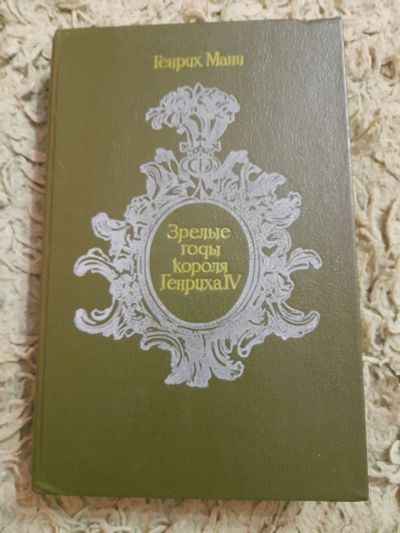 Генрих Манн
Зрелые
годы
короля
Генриха IV